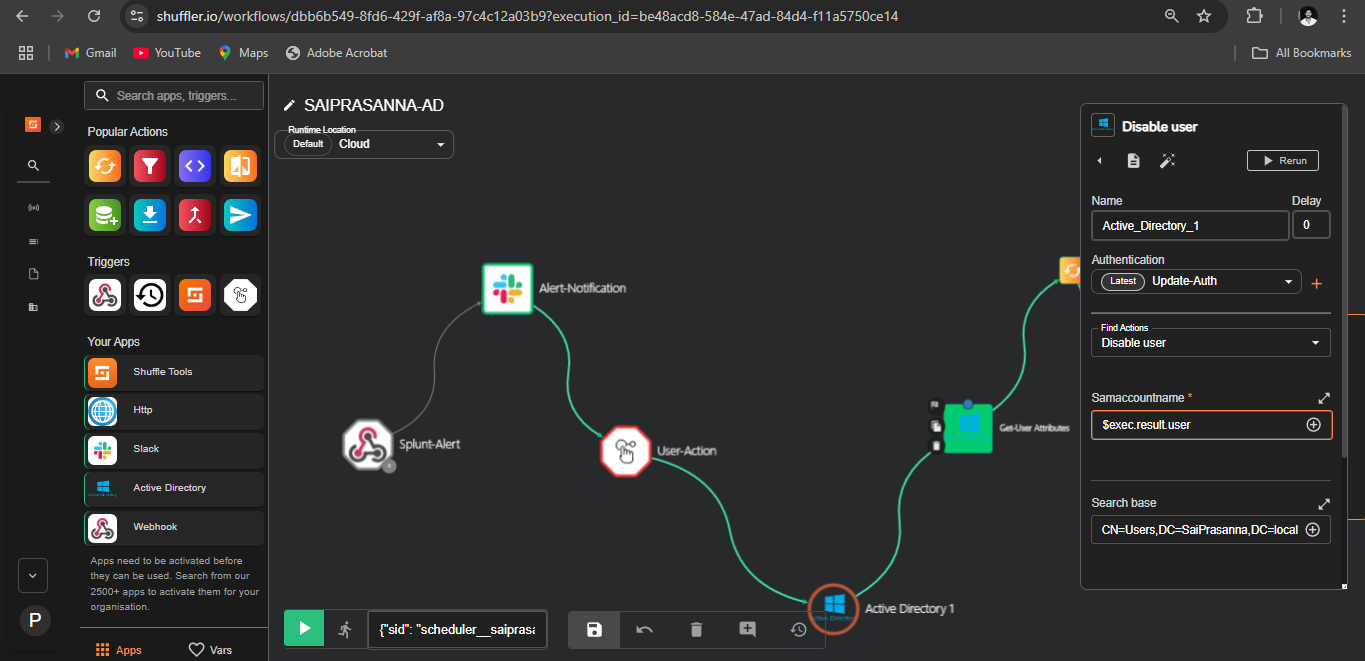 shuffler.io/workflows/dbb6b549-8fd6-429f-af8a-97c4c12a03b9?execution_id=be48acd8-584e-47ad-84d4-f11a5750ce14
Gmail
YouTube
Maps
Adobe Acrobat
All Bookmarks
Search apps, triggers...
Popular Actions
Triggers
Your Apps
Shuffle Tools
Http
Slack
Active Directory
Webhook
Apps need to be activated before
they can be used. Search from our
2500+ apps to activate them for your
organisation.
Apps
Vars
P
SAIPRASANNA-AD
Runtime Location
Default
Cloud
Alert-Notification
Splunt-Alert
User-Action
Get-User Attributes
Active Directory 1
{"sid": "scheduler__saiprasa
Disable user
Rerun
Name
Delay
Active_Directory_1
0
Authentication
Latest
Update-Auth
Find Actions
Disable user
Samaccountname *
$exec.result.user
Search base
CN=Users,DC=SaiPrasanna,DC=local